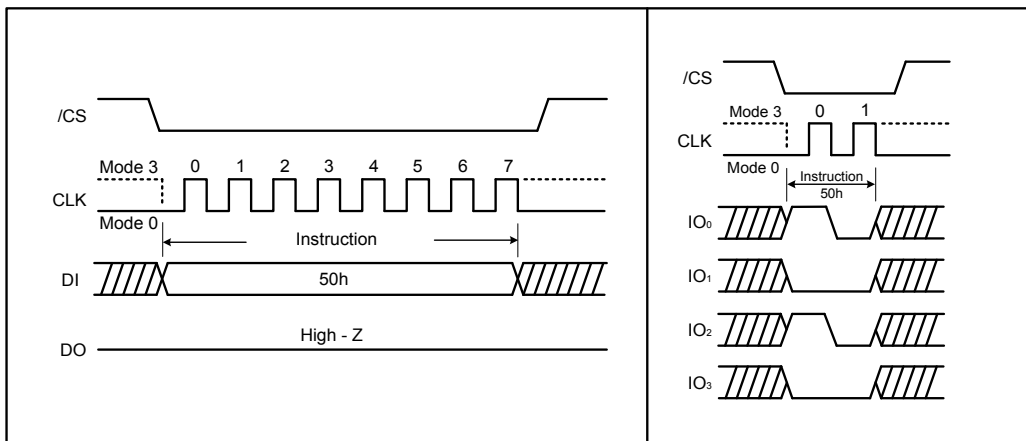 /CS
Mode 3 0 1 2 3 4 5 6 7
CLK
Mode 0
Instruction
DI 50h
High - Z
DO
/CS
Mode 3 0 1
CLK
Mode 0
Instruction
50h
IO₀
IO₁
IO₂
IO₃